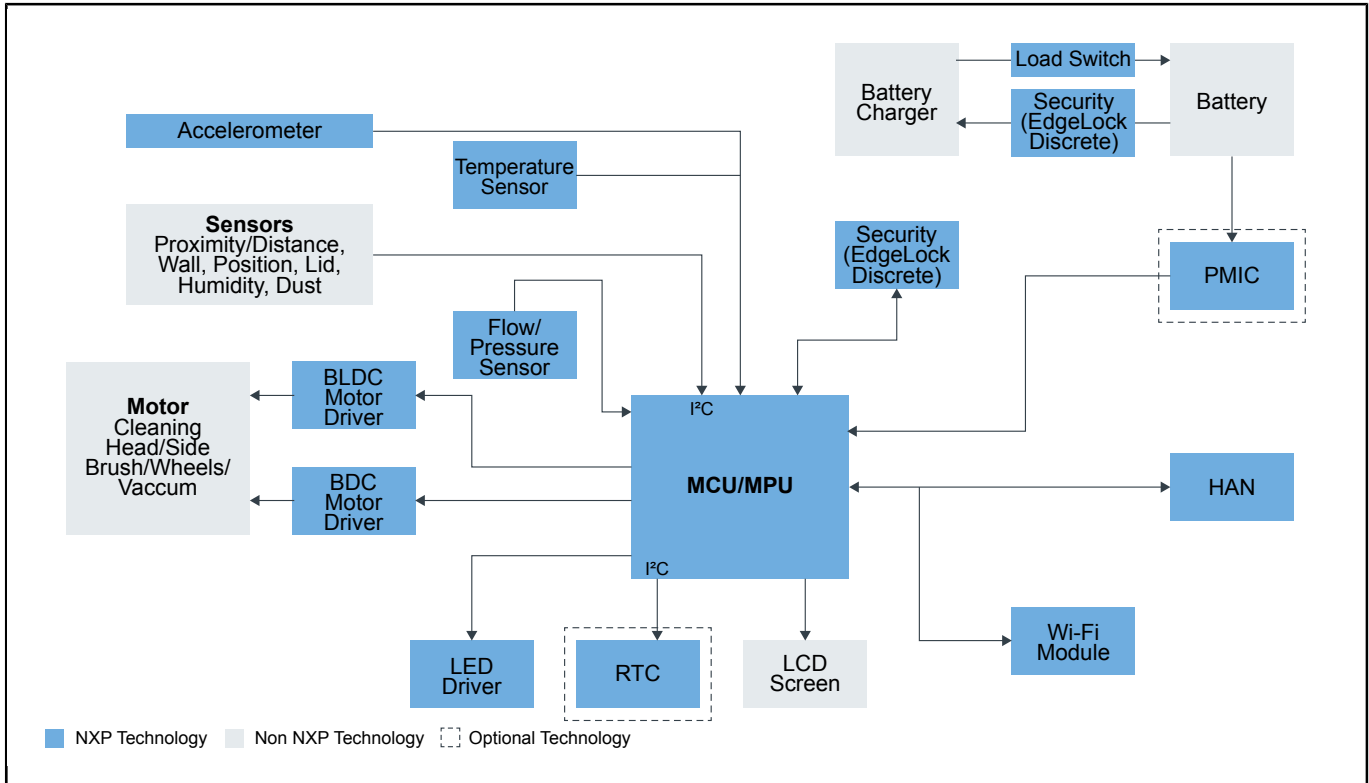 Load Switch
Battery
Charger
Security
(EdgeLock
Discrete)
Battery
Accelerometer
Temperature
Sensor
Sensors
Proximity/Distance,
Wall, Position, Lid,
Humidity, Dust
Security
(EdgeLock
Discrete)
PMIC
Flow/
Pressure
Sensor
BLDC
Motor
Driver
Motor
Cleaning
Head/Side
Brush/Wheels/
Vaccum
BDC
Motor
Driver
I²C
MCU/MPU
I²C
HAN
Wi-Fi
Module
LED
Driver
RTC
LCD
Screen
NXP Technology
Non NXP Technology
Optional Technology